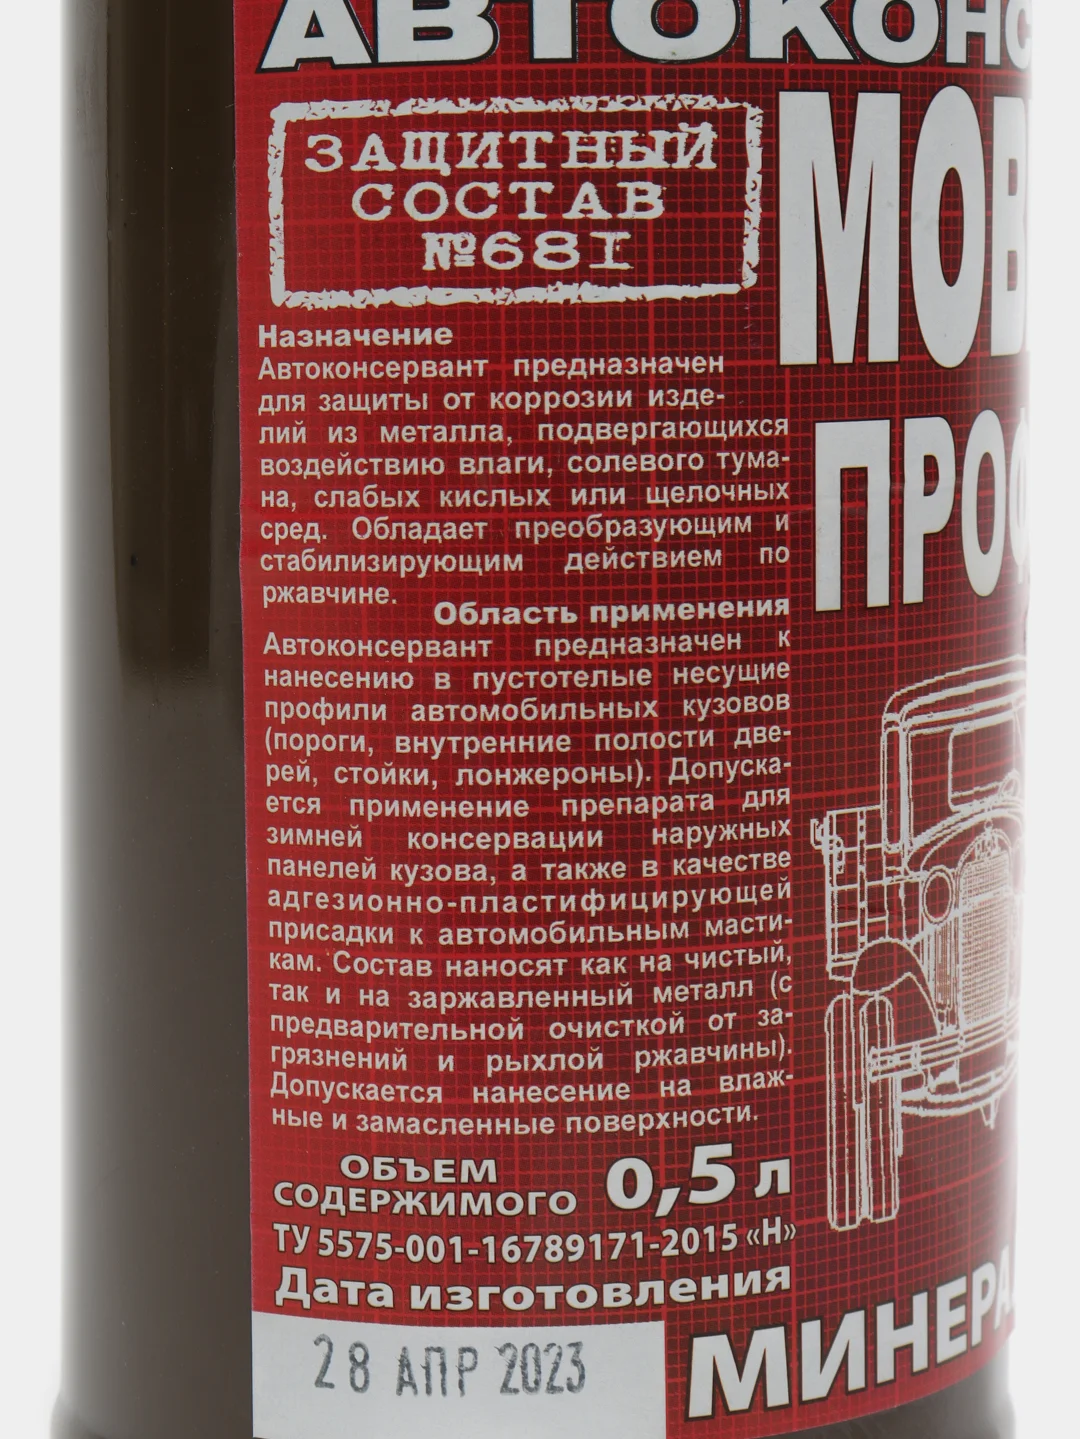 ЗАЩИТНЫЙ
СОСТАВ
№681
Назначение
Автоконсервант предназначен
для защиты от коррозии изде-
лий из металла, подвергающихся
воздействию влаги, солевого тума-
на, слабых кислых или щелочных
сред. Обладает преобразующим и
стабилизирующим действием по
ржавчине.
Область применения
Автоконсервант предназначен к
нанесению в пустотелые несущие
профили автомобильных кузовов
(пороги, внутренние полости две-
рей, стойки, лонжероны). Допуска-
ется применение препарата для
зимней консервации наружных
панелей кузова, а также в качестве
адгезионно-пластифицирующей
присадки к автомобильным масти-
кам. Состав наносят как на чистый,
так и на заржавленный металл (с
предварительной очисткой от за-
грязнений и рыхлой ржавчины).
Допускается нанесение на влаж-
ные и замасленные поверхности.
ОБЪЕМ
СОДЕРЖИМОГО 0,5 л
ТУ 5575-001-16789171-2015 «Н»
Дата изготовления
28 АПР 2023